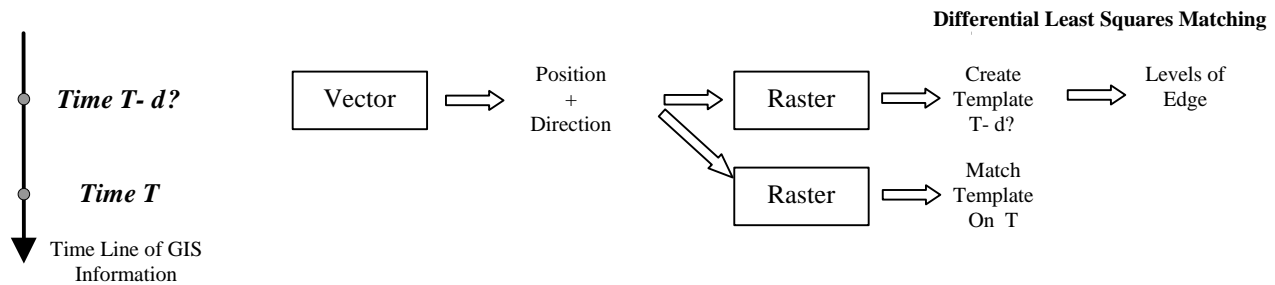 Differential Least Squares Matching
Time T- d?
Vector
Position
+
Direction
Raster
Create
Template
T- d?
Levels of
Edge
Time T
Raster
Match
Template
On T
Time Line of GIS
Information